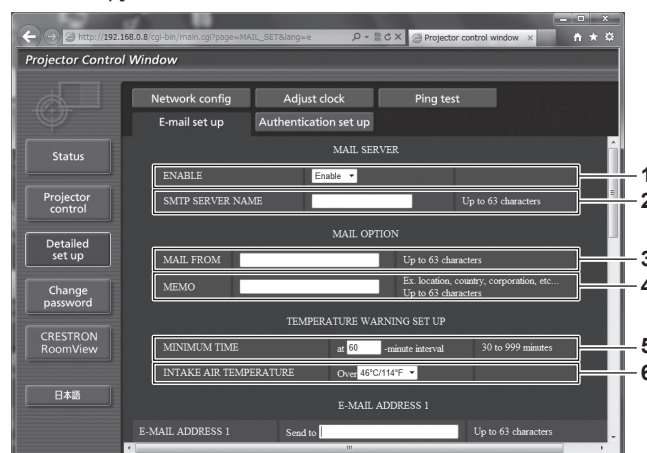 http://192.168.0.8/cgi-bin/main.cgi?page=MAIL_SET&lang=e
Projector control window
Projector Control Window
Network config
Adjust clock
Ping test
E-mail set up
Authentication set up
Status
Projector control
Detailed set up
Change password
CRESTRON RoomView
日本語
MAIL SERVER
ENABLE Enable 1
SMTP SERVER NAME Up to 63 characters 2
MAIL OPTION
MAIL FROM Up to 63 characters 3
MEMO Ex. location, country, corporation, etc...
Up to 63 characters 4
TEMPERATURE WARNING SET UP
MINIMUM TIME at 60 -minute interval 30 to 999 minutes 5
INTAKE AIR TEMPERATURE Over 46°C/114°F 6
E-MAIL ADDRESS 1
E-MAIL ADDRESS 1 Send to Up to 63 characters